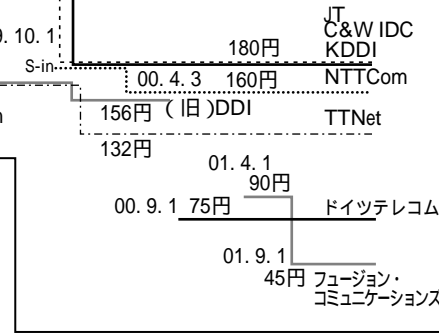 JT
C&W IDC
9. 10. 1
180円
KDDI
S-in
00. 4. 3
160円
NTTCom
156円
(旧)DDI
TTNet
132円
01. 4. 1
90円
00. 9. 1
75円
ドイツテレコム
01. 9. 1
45円
フュージョン・
コミュニケーションズ